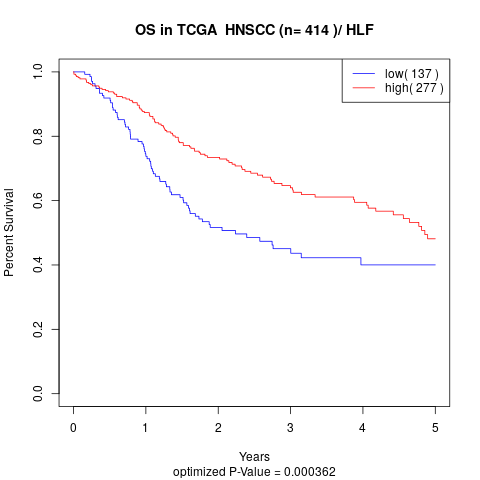 OS in TCGA  HNSCC (n= 414 )/ HLF
low( 137 )
high( 277 )
Percent Survival
1.0
0.8
0.6
0.4
0.2
0.0
0 1 2 3 4 5
Years
optimized P-Value = 0.000362